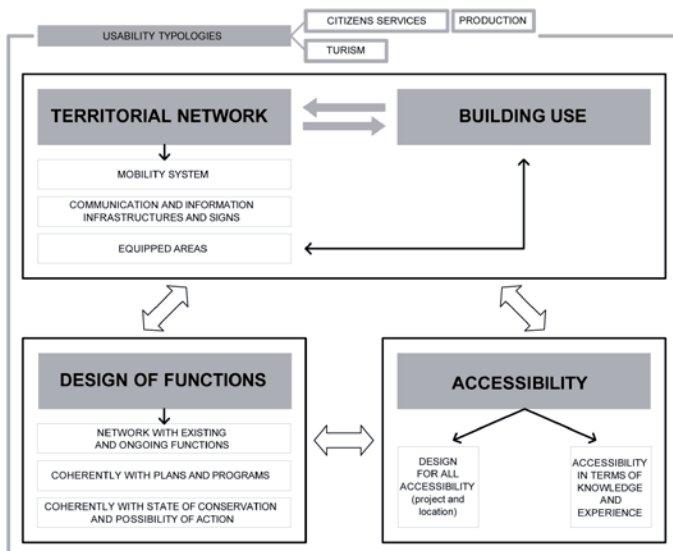 USABILITY TYPOLOGIES
CITIZENS SERVICES
PRODUCTION
TURISM
TERRITORIAL NETWORK
BUILDING USE
MOBILITY SYSTEM
COMMUNICATION AND INFORMATION
INFRASTRUCTURES AND SIGNS
EQUIPPED AREAS
DESIGN OF FUNCTIONS
NETWORK WITH EXISTING
AND ONGOING FUNCTIONS
COHERENTLY WITH PLANS AND PROGRAMS
COHERENTLY WITH STATE OF CONSERVATION
AND POSSIBILITY OF ACTION
ACCESSIBILITY
DESIGN
FOR ALL
ACCESSIBILITY
(project and
location)
ACCESSIBILITY
IN TERMS OF
KNOWLEDGE
AND
EXPERIENCE